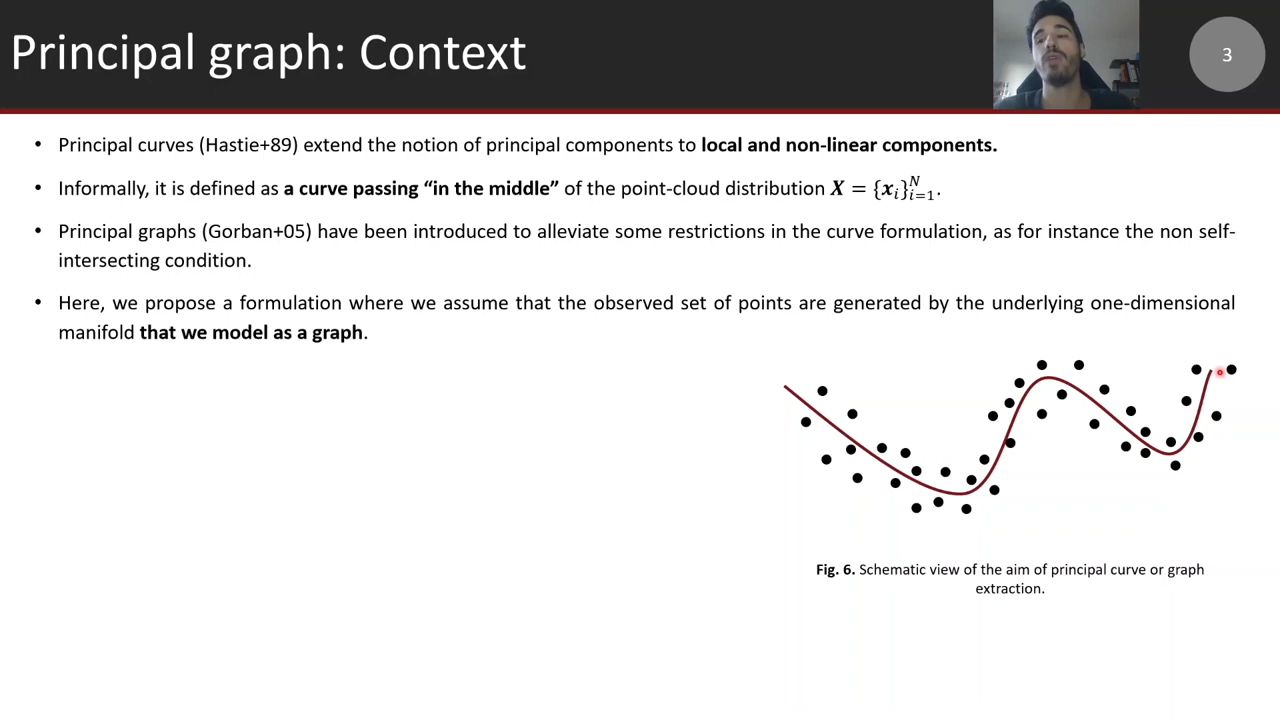 Principal graph: Context
3
• Principal curves (Hastie+89) extend the notion of principal components to local and non-linear components.
• Informally, it is defined as a curve passing “in the middle” of the point-cloud distribution X = {x_i}_{i=1}^N.
• Principal graphs (Gorban+05) have been introduced to alleviate some restrictions in the curve formulation, as for instance the non self-
intersecting condition.
• Here, we propose a formulation where we assume that the observed set of points are generated by the underlying one-dimensional
manifold that we model as a graph.
Fig. 6. Schematic view of the aim of principal curve or graph
extraction.